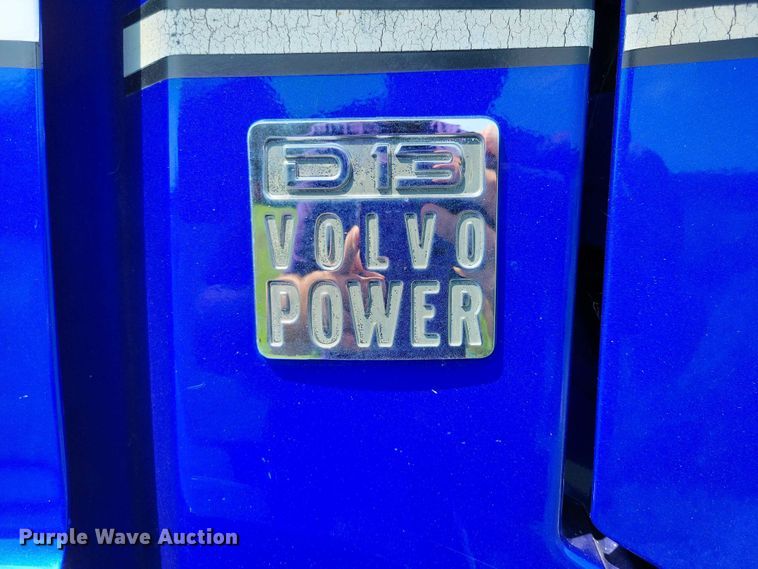 D13
VOLVO
POWER
Purple Wave Auction